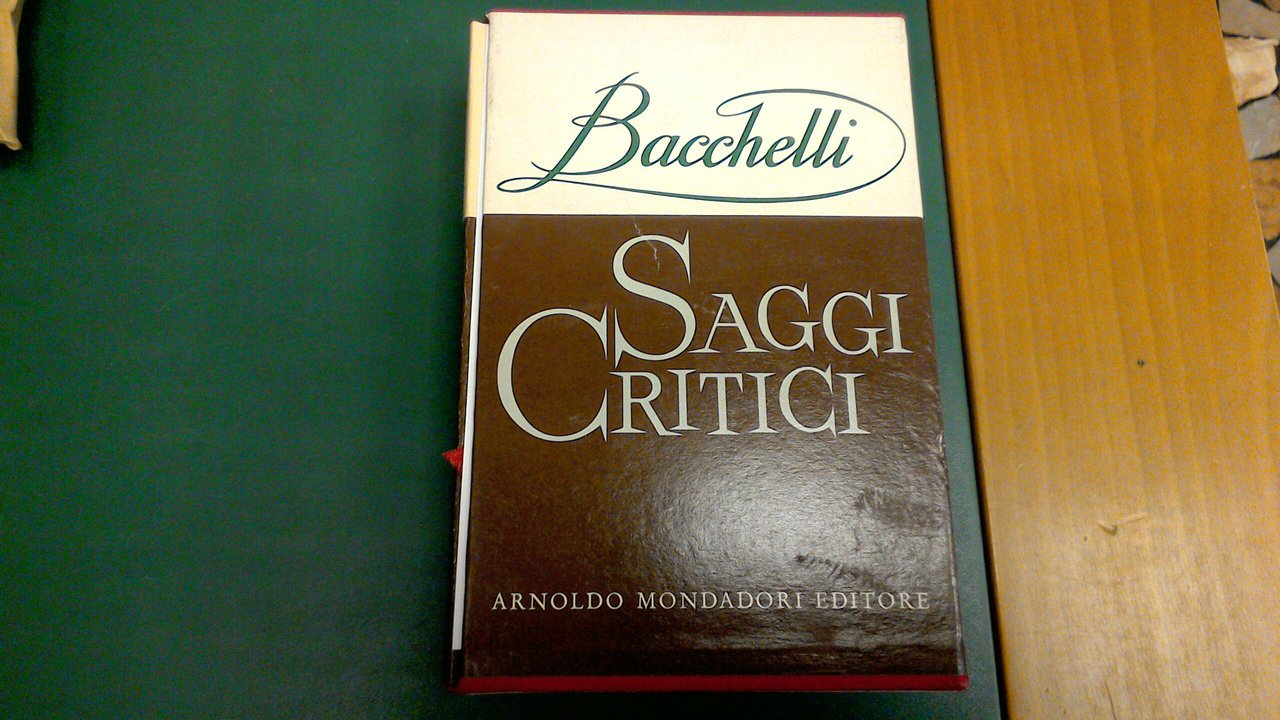 Bacchelli
SAGGI
CRITICI
ARNOLDO MONDADORI EDITORE